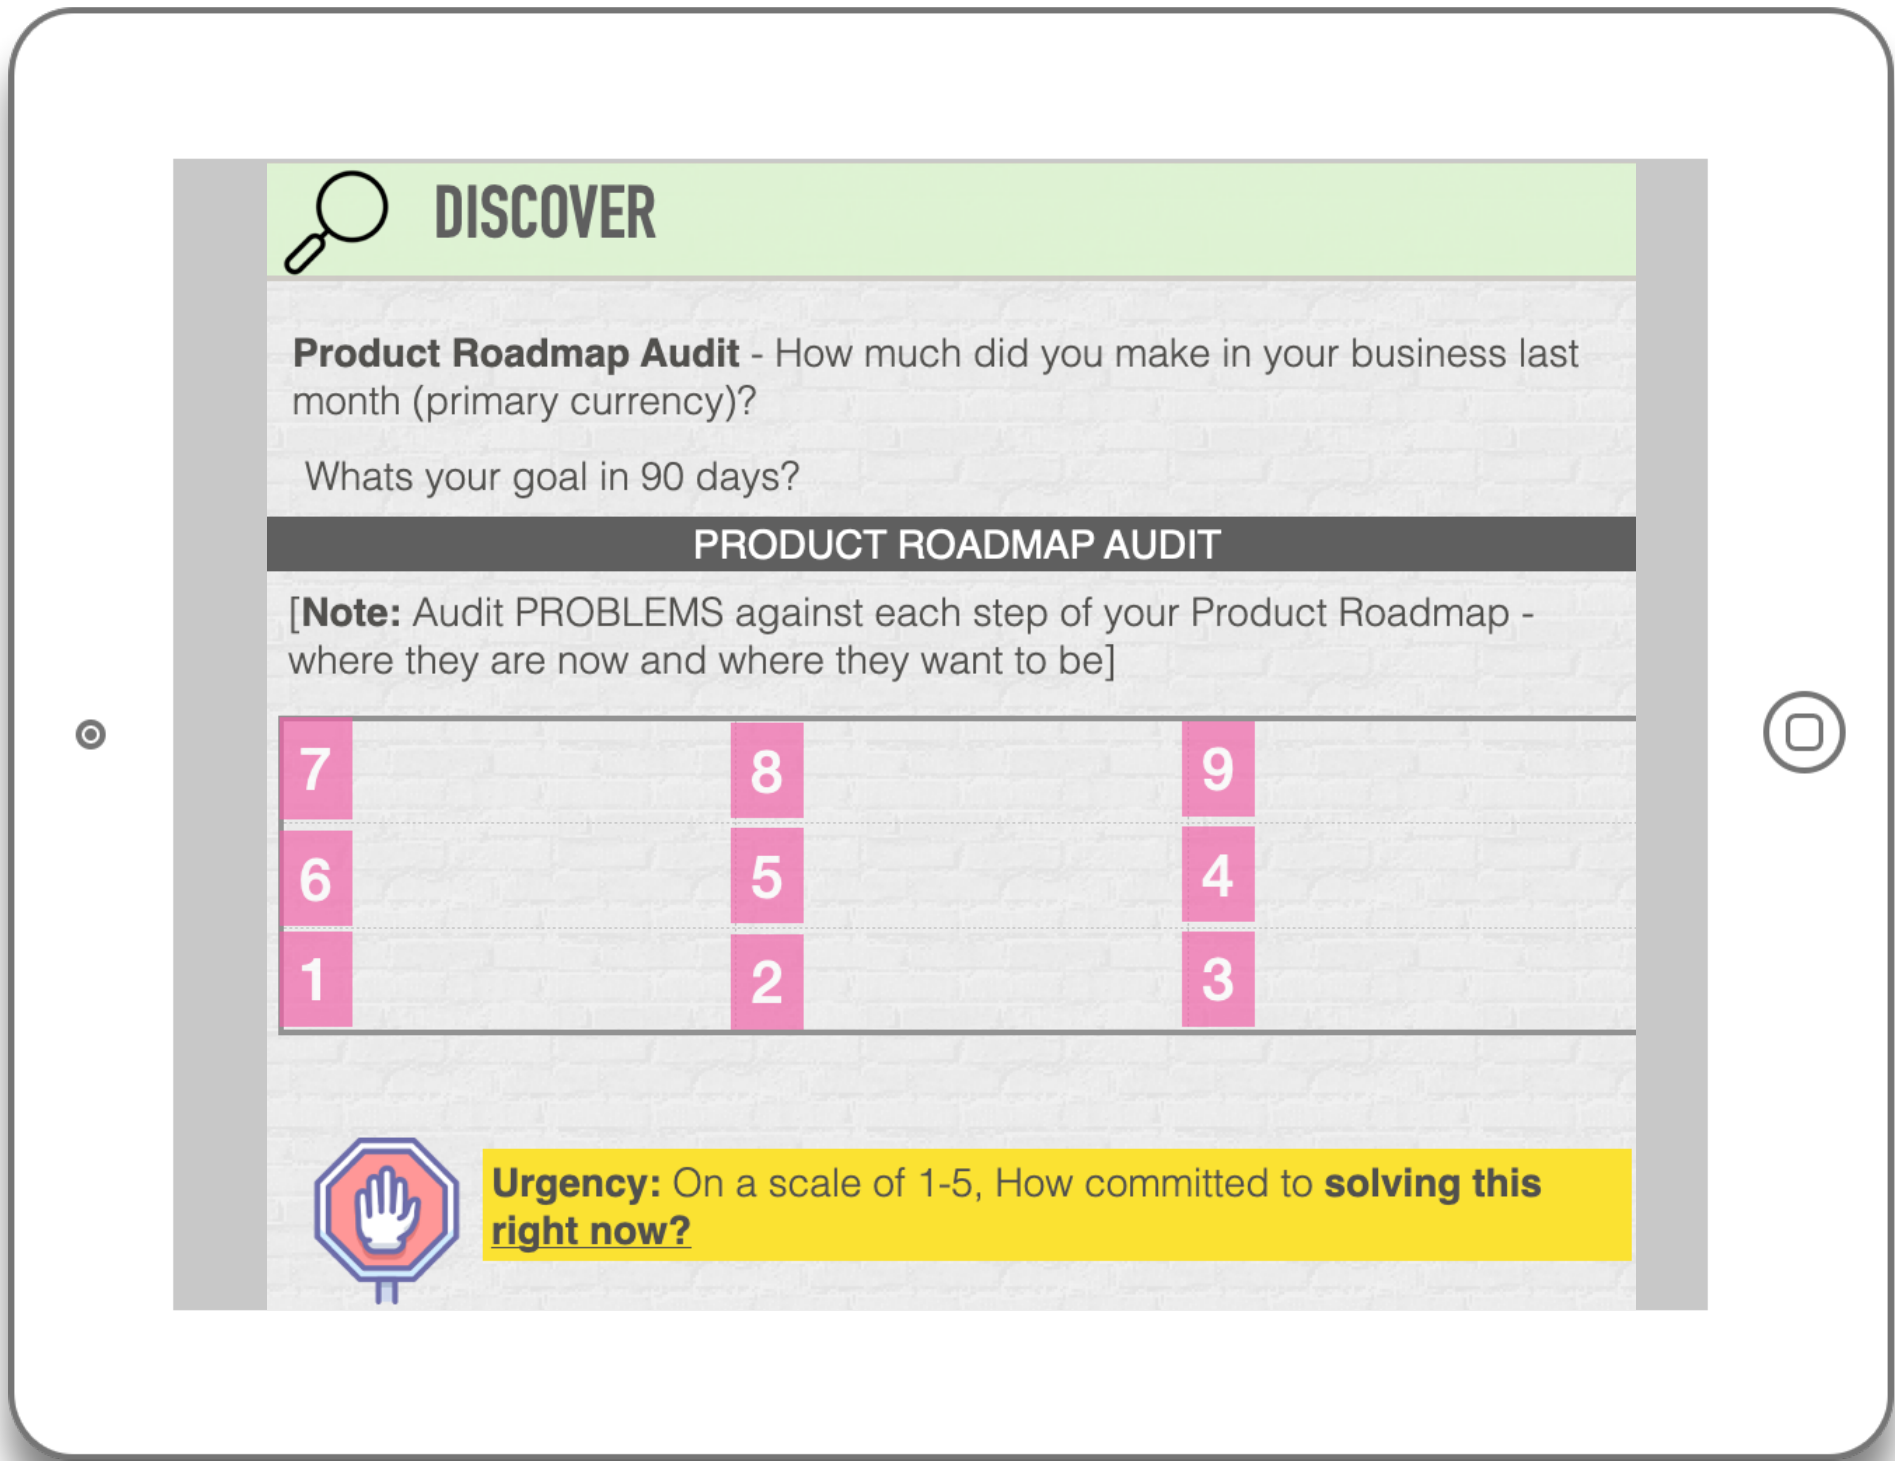 DISCOVER
Product Roadmap Audit - How much did you make in your business last
month (primary currency)?
Whats your goal in 90 days?
PRODUCT ROADMAP AUDIT
[Note: Audit PROBLEMS against each step of your Product Roadmap -
where they are now and where they want to be]
7 8 9
6 5 4
1 2 3
Urgency: On a scale of 1-5, How committed to solving this
right now?